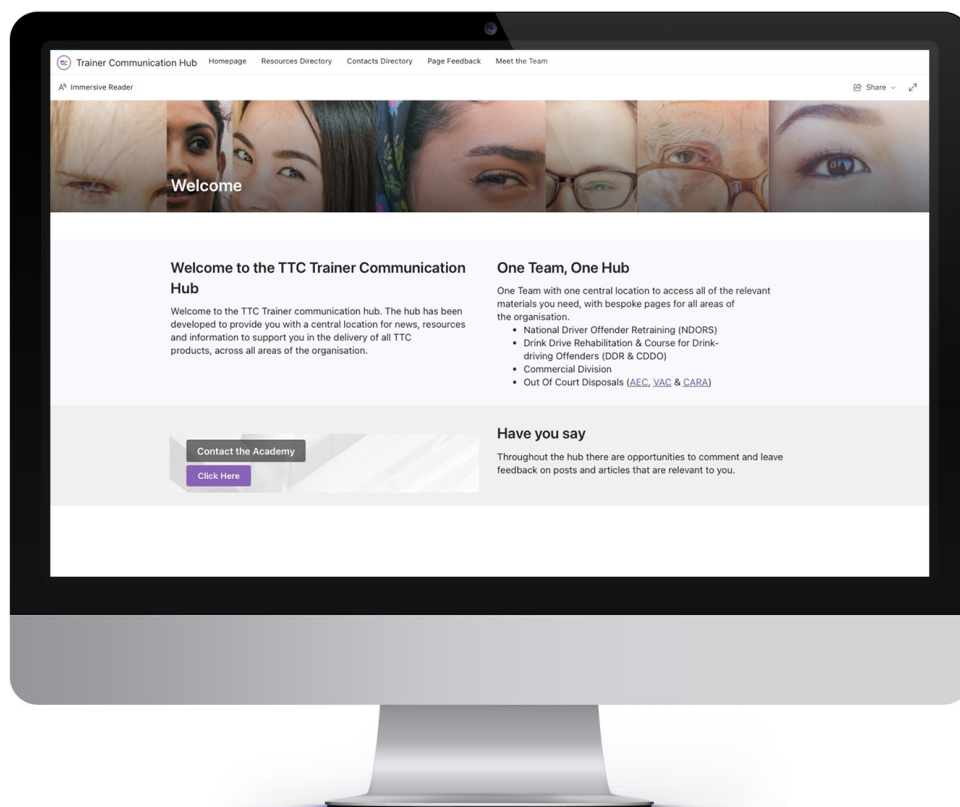 TTC Trainer Communication Hub Homepage Resources Directory Contacts Directory Page Feedback Meet the Team
Immersive Reader Share
Welcome
Welcome to the TTC Trainer Communication
Hub
Welcome to the TTC Trainer communication hub. The hub has been
developed to provide you with a central location for news, resources
and information to support you in the delivery of all TTC
products, across all areas of the organisation.
One Team, One Hub
One Team with one central location to access all of the relevant
materials you need, with bespoke pages for all areas of
the organisation.
• National Driver Offender Retraining (NDORS)
• Drink Drive Rehabilitation & Course for Drink-
driving Offenders (DDR & CDDO)
• Commercial Division
• Out Of Court Disposals (AEC, VAC & CARA)
Contact the Academy
Click Here
Have you say
Throughout the hub there are opportunities to comment and leave
feedback on posts and articles that are relevant to you.